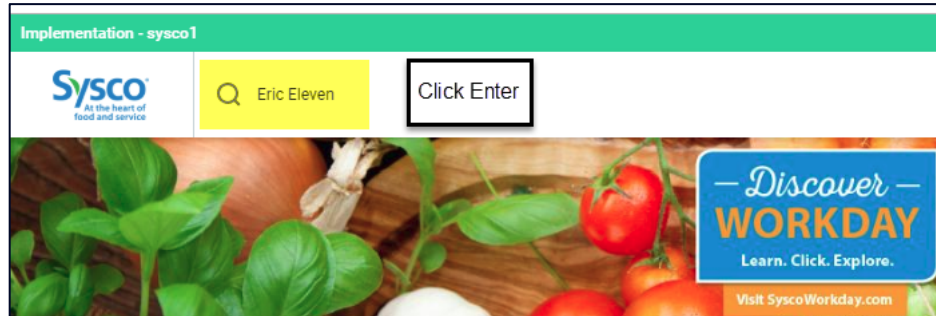 Implementation - sysco1
Sysco
At the heart of
food and service
Eric Eleven
Click Enter
– Discover –
WORKDAY
Learn. Click. Explore.
Visit SyscoWorkday.com